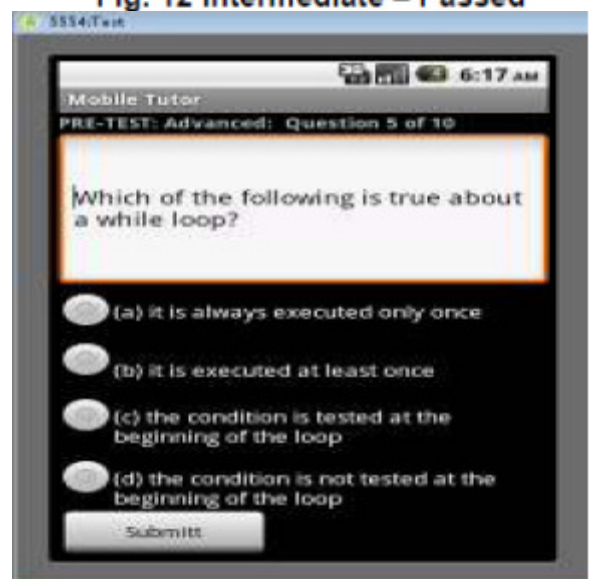 Fig. 12 Intermediate – Passed
5554:Test
6:17 AM
Mobile Tutor
PRE-TEST: Advanced: Question 5 of 10
Which of the following is true about
a while loop?
(a) it is always executed only once
(b) it is executed at least once
(c) the condition is tested at the
beginning of the loop
(d) the condition is not tested at the
beginning of the loop
Submitt